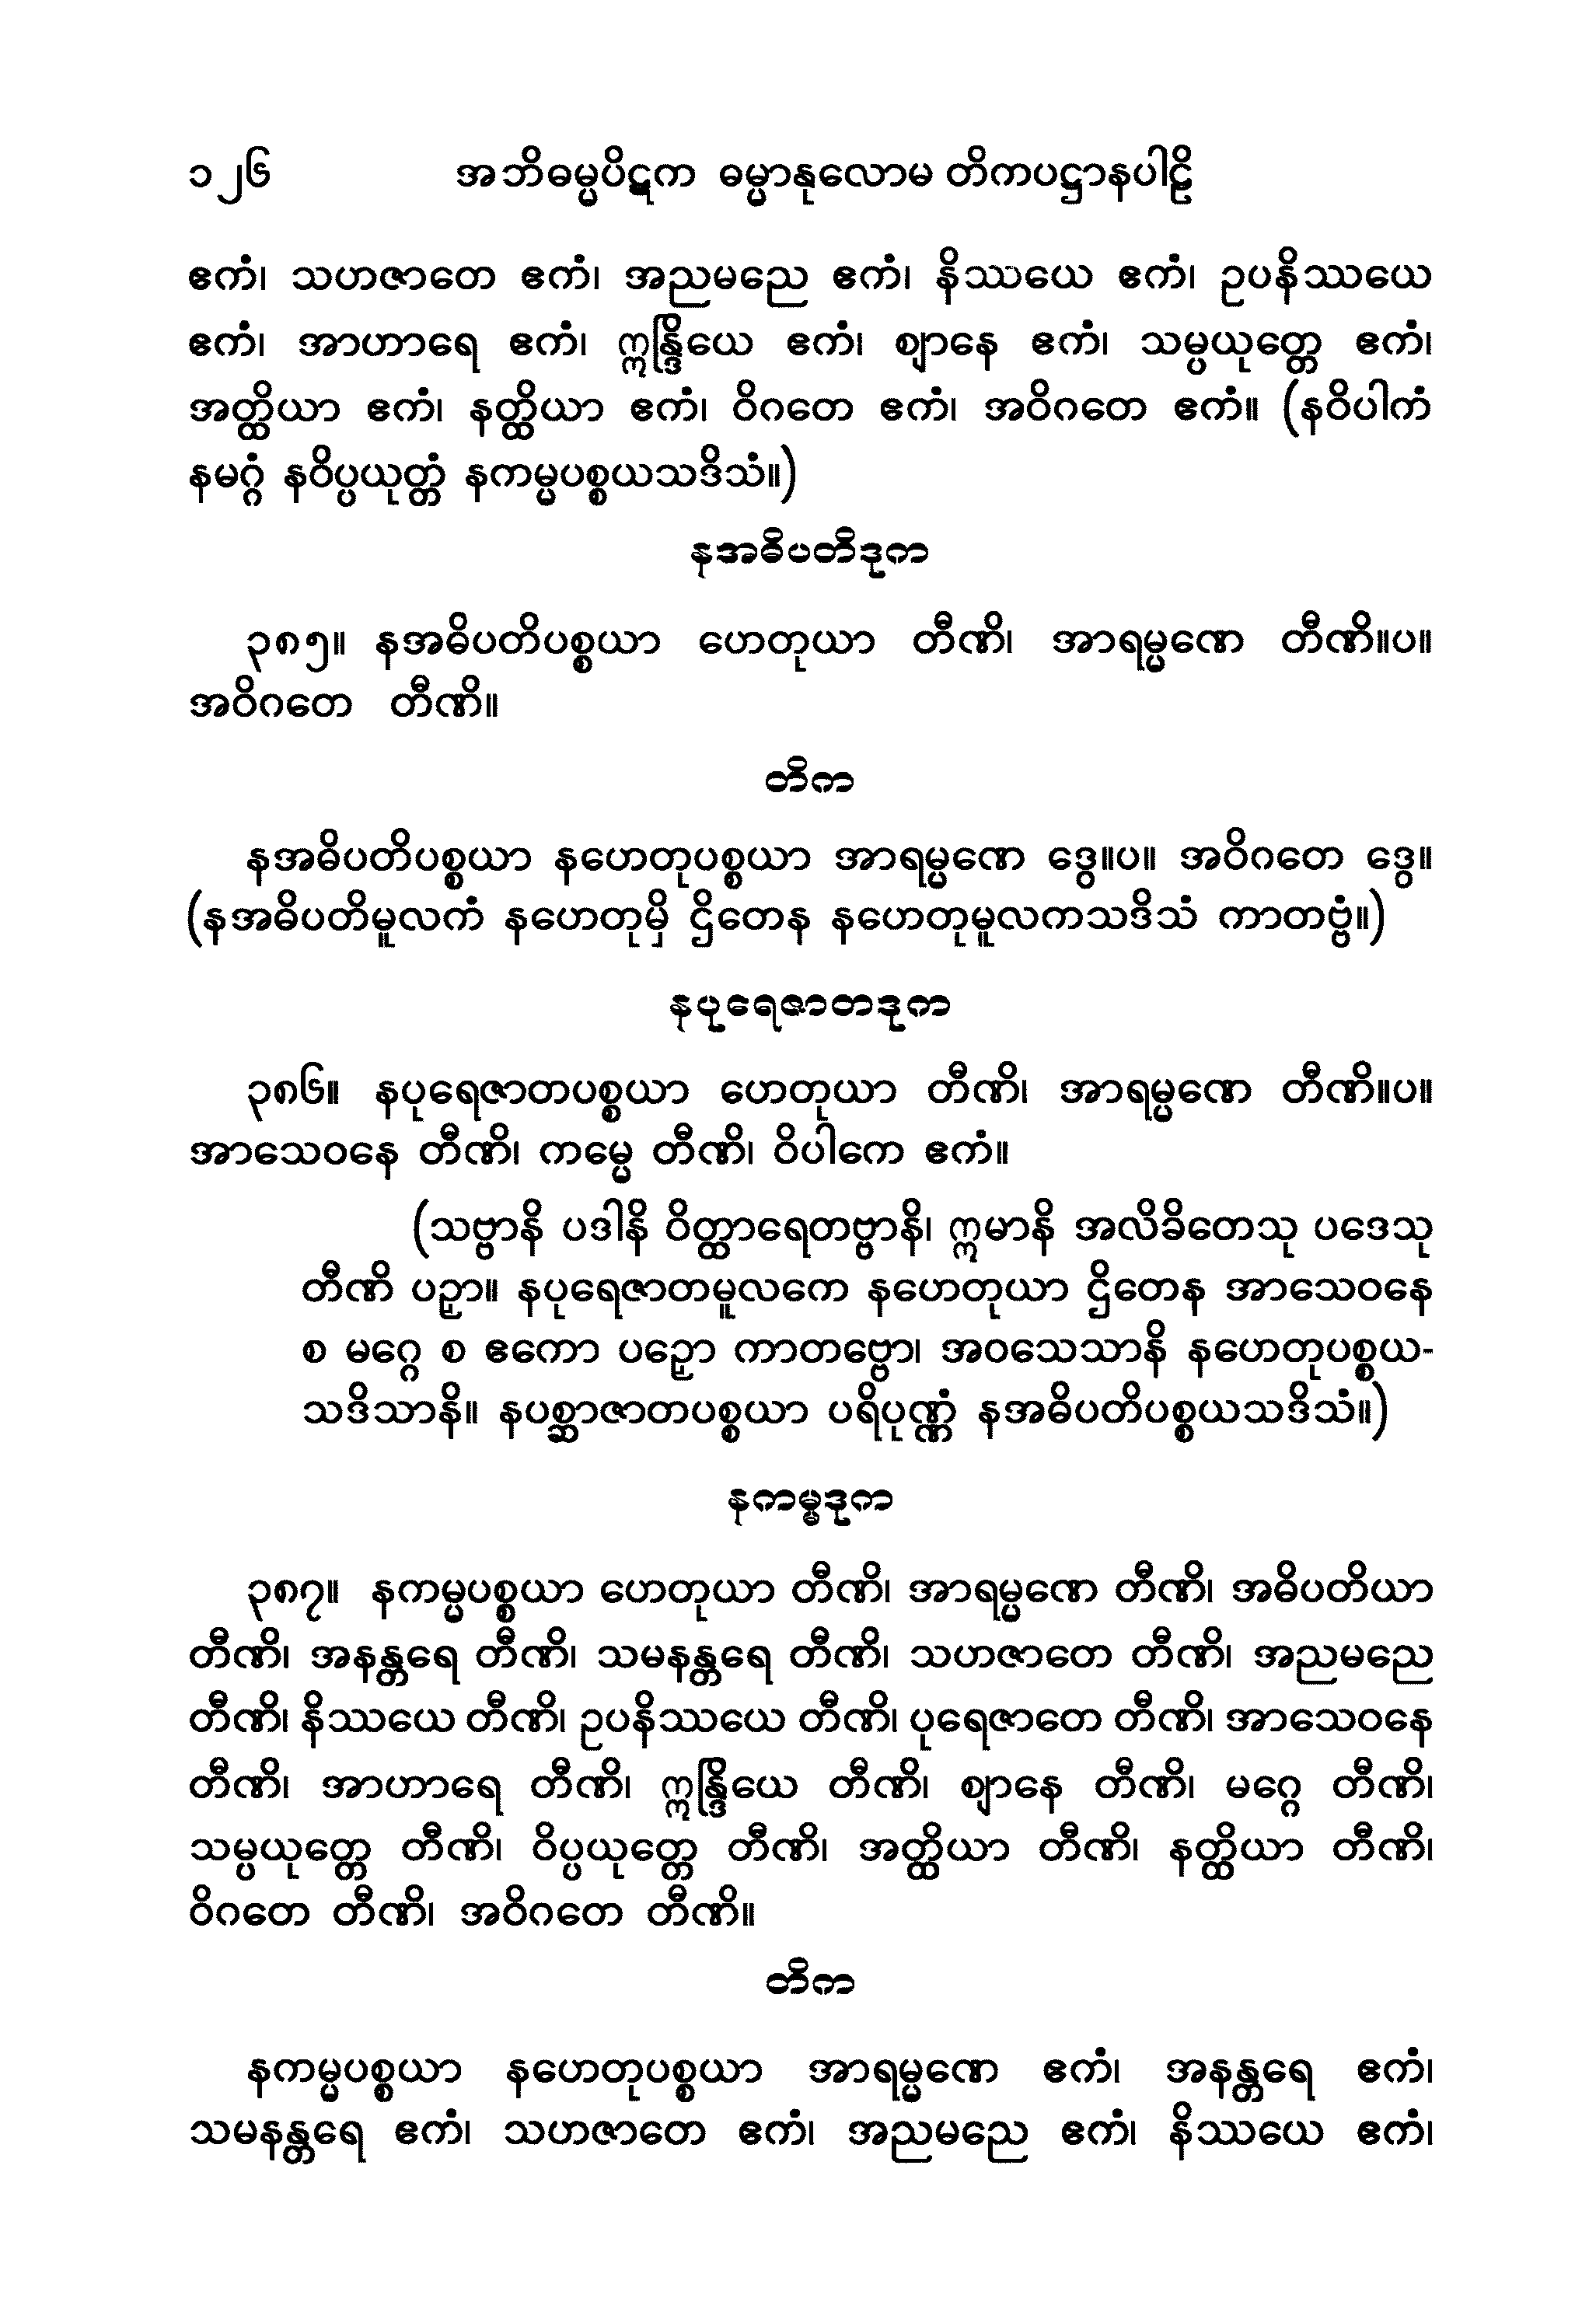 ၁၂၆ အဘိဓမ္မပိဋက ဓမ္မာနုလောမ တိကပဋ္ဌာနပါဠိ
ဧကံ၊ သဟဇာတေ ဧကံ၊ အညမညေ ဧကံ၊ နိဿယေ ဧကံ၊ ဥပနိဿယေ
ဧကံ၊ အာဟာရေ ဧကံ၊ ဣန္ဒြိယေ ဧကံ၊ ဈာနေ ဧကံ၊ သမ္ပယုတ္တေ ဧကံ၊
အတ္ထိယာ ဧကံ၊ နတ္ထိယာ ဧကံ၊ ဝိဂတေ ဧကံ၊ အဝိဂတေ ဧကံ။ (နဝိပါကံ
နမဂ္ဂံ နဝိပ္ပယုတ္တံ နကမ္မပစ္စယသဒိသံ။)
နအဓိပတိဒုက
၃၈၅။ နအဓိပတိပစ္စယာ ဟေတုယာ တီဏိ၊ အာရမ္မဏေ တီဏိ။ပ။
အဝိဂတေ တီဏိ။
တိက
နအဓိပတိပစ္စယာ နဟေတုပစ္စယာ အာရမ္မဏေ ဒွေ။ပ။ အဝိဂတေ ဒွေ။
(နအဓိပတိမူလကံ နဟေတုမှိ ဌိတေန နဟေတုမူလကသဒိသံ ကာတဗ္ဗံ။)
နပုရေဇာတဒုက
၃၈၆။ နပုရေဇာတပစ္စယာ ဟေတုယာ တီဏိ၊ အာရမ္မဏေ တီဏိ။ပ။
အာသေဝနေ တီဏိ၊ ကမ္မေ တီဏိ၊ ဝိပါကေ ဧကံ။
(သဗ္ဗာနိ ပဒါနိ ဝိတ္ထာရေတဗ္ဗာနိ၊ ဣမာနိ အလိခိတေသု ပဒေသု
တီဏိ ပဉှာ။ နပုရေဇာတမူလကေ နဟေတုယာ ဌိတေန အာသေဝနေ
စ မဂ္ဂေ စ ဧကော ပဉှော ကာတဗ္ဗော၊ အဝသေသာနိ နဟေတုပစ္စယ-
သဒိသာနိ။ နပစ္ဆာဇာတပစ္စယာ ပရိပုဏ္ဏံ နအဓိပတိပစ္စယသဒိသံ။)
နကမ္မဒုက
၃၈၇။ နကမ္မပစ္စယာ ဟေတုယာ တီဏိ၊ အာရမ္မဏေ တီဏိ၊ အဓိပတိယာ
တီဏိ၊ အနန္တရေ တီဏိ၊ သမနန္တရေ တီဏိ၊ သဟဇာတေ တီဏိ၊ အညမညေ
တီဏိ၊ နိဿယေ တီဏိ၊ ဥပနိဿယေ တီဏိ၊ ပုရေဇာတေ တီဏိ၊ အာသေဝနေ
တီဏိ၊ အာဟာရေ တီဏိ၊ ဣန္ဒြိယေ တီဏိ၊ ဈာနေ တီဏိ၊ မဂ္ဂေ တီဏိ၊
သမ္ပယုတ္တေ တီဏိ၊ ဝိပ္ပယုတ္တေ တီဏိ၊ အတ္ထိယာ တီဏိ၊ နတ္ထိယာ တီဏိ၊
ဝိဂတေ တီဏိ၊ အဝိဂတေ တီဏိ။
တိက
နကမ္မပစ္စယာ နဟေတုပစ္စယာ အာရမ္မဏေ ဧကံ၊ အနန္တရေ ဧကံ၊
သမနန္တရေ ဧကံ၊ သဟဇာတေ ဧကံ၊ အညမညေ ဧကံ၊ နိဿယေ ဧကံ၊